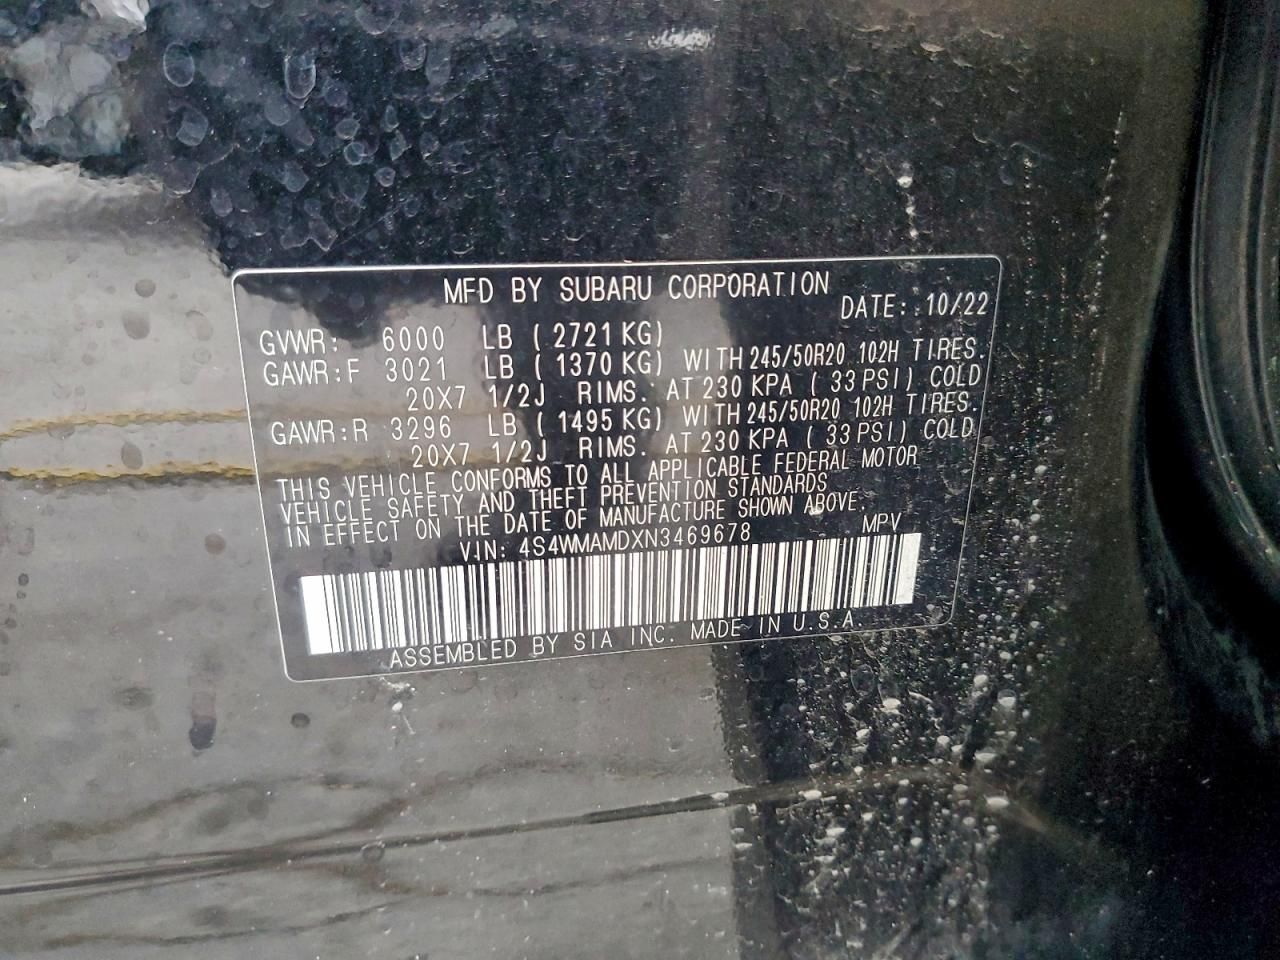 MFD BY SUBARU CORPORATION
DATE: 10/22
GVWR: 6000 LB ( 2721 KG)
GAWR:F 3021 LB ( 1370 KG) WITH 245/50R20 102H TIRES.
20X7 1/2J RIMS. AT 230 KPA ( 33 PSI) COLD
GAWR:R 3296 LB ( 1495 KG) WITH 245/50R20 102H TIRES.
20X7 1/2J RIMS. AT 230 KPA ( 33 PSI) COLD
THIS VEHICLE CONFORMS TO ALL APPLICABLE FEDERAL MOTOR
VEHICLE SAFETY AND THEFT PREVENTION STANDARDS
IN EFFECT ON THE DATE OF MANUFACTURE SHOWN ABOVE.
VIN: 4S4WMAMDXN3469678 MPV
ASSEMBLED BY SIA INC. MADE IN U.S.A.